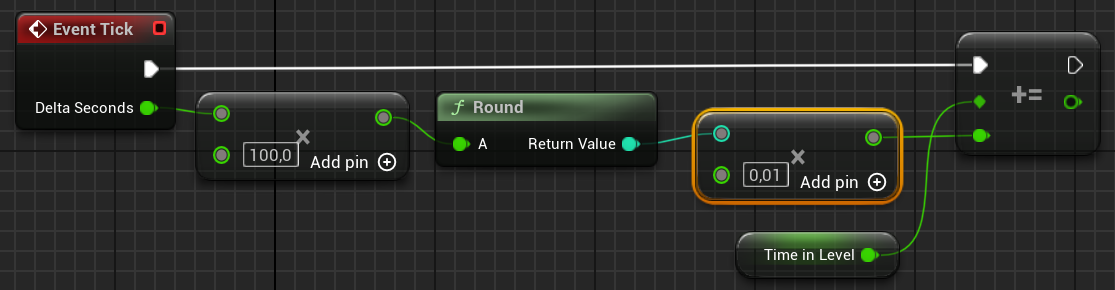 Event Tick
Delta Seconds
×
100,0
Add pin
f Round
A
Return Value
×
0,01
Add pin
+=
Time in Level